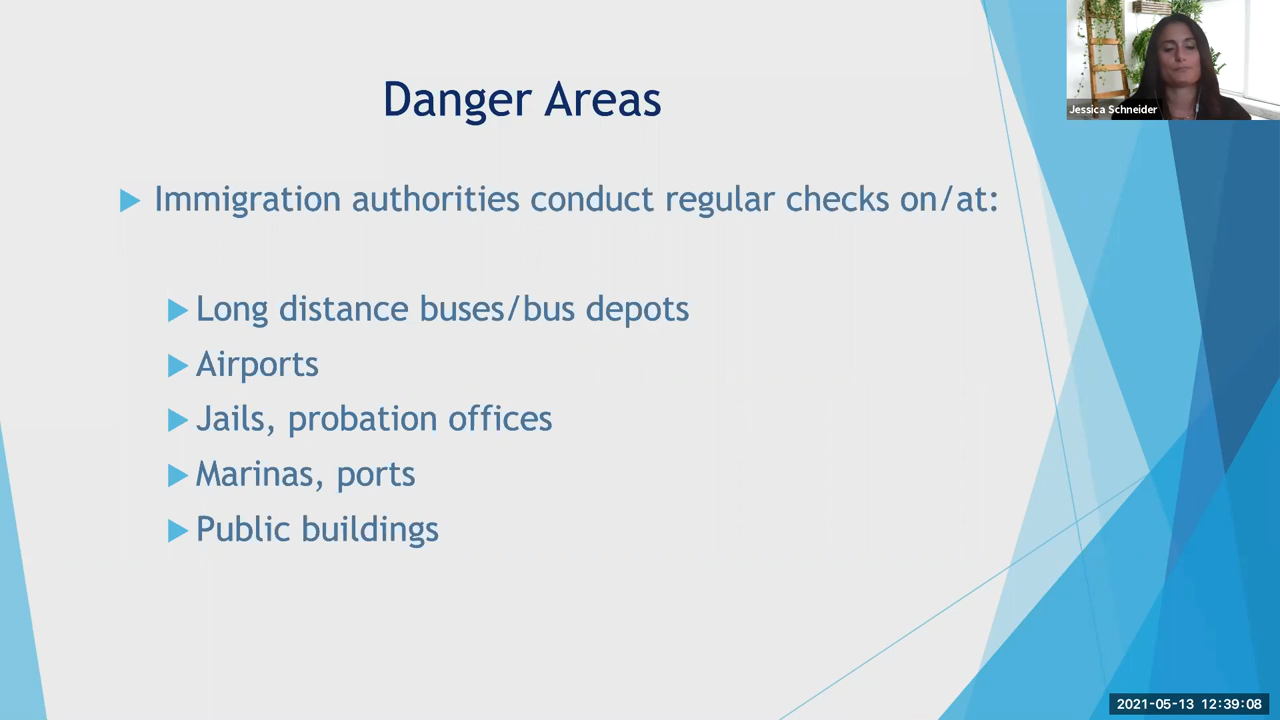 Danger Areas
Immigration authorities conduct regular checks on/at:
Long distance buses/bus depots
Airports
Jails, probation offices
Marinas, ports
Public buildings
Jessica Schneider
2021-05-13 12:39:08